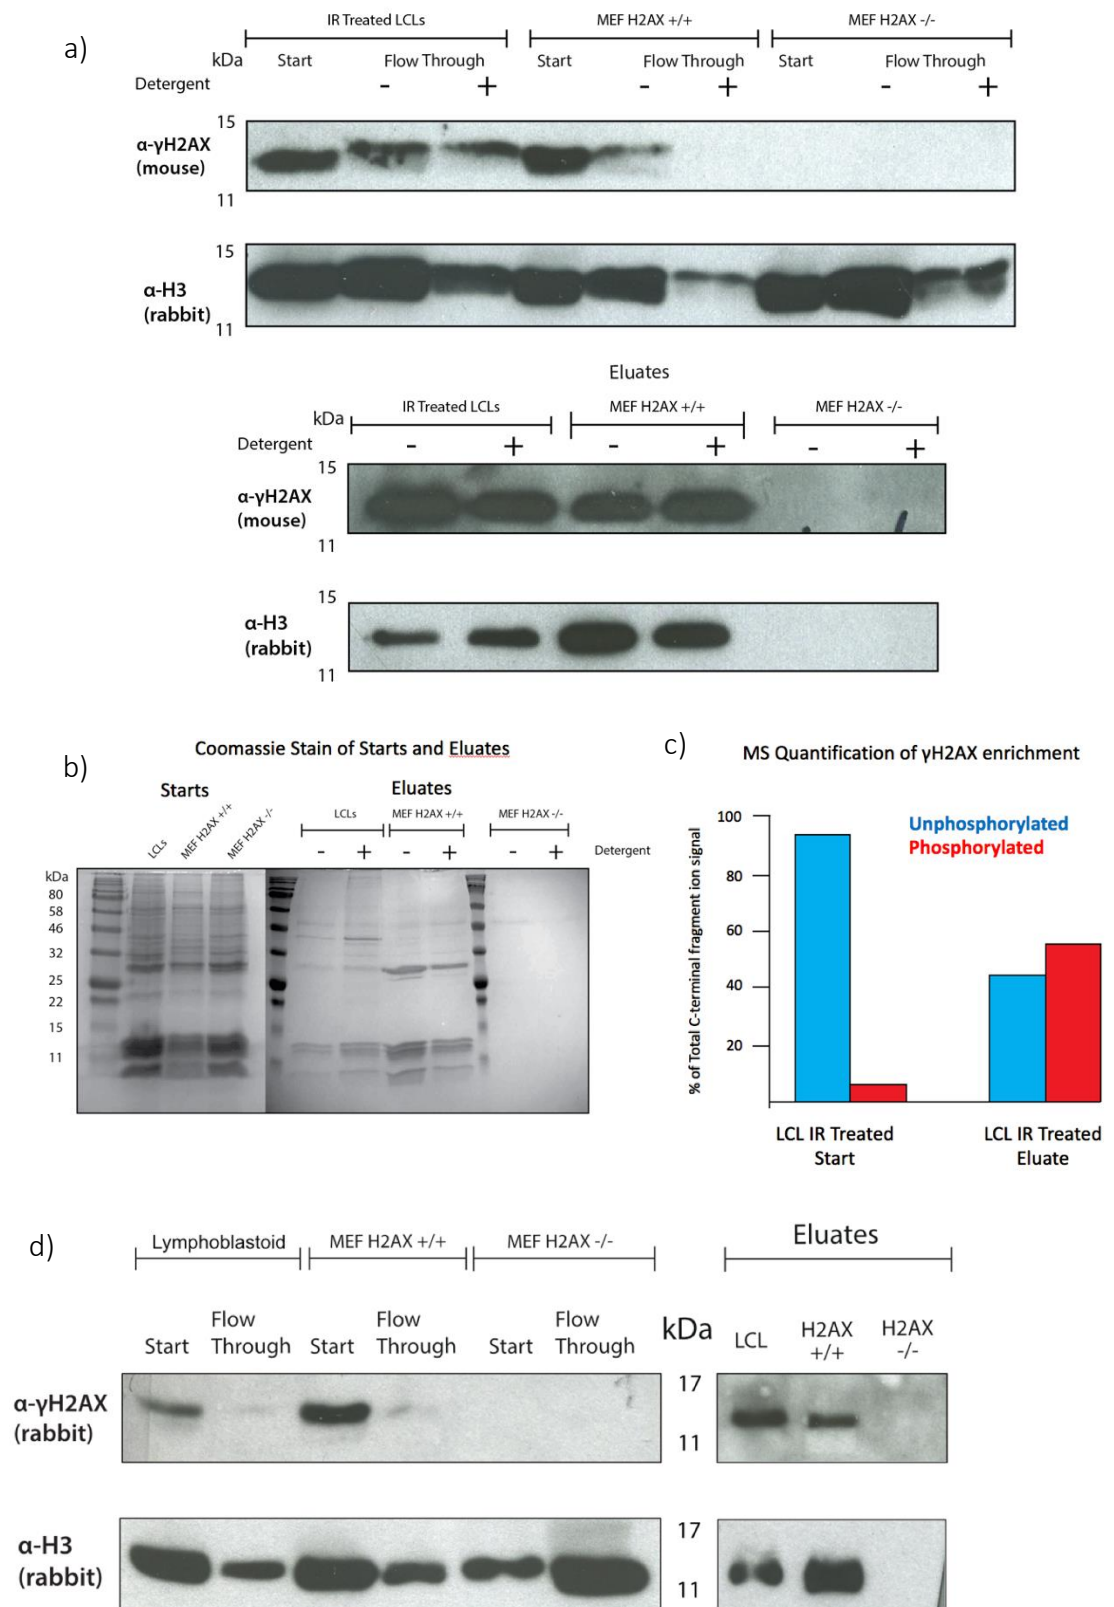 a)
IR Treated LCLs MEF H2AX +/+ MEF H2AX -/-
kDa Start Flow Through Start Flow Through Start Flow Through
Detergent - + - + - +
15
α-γH2AX
(mouse)
11
15
α-H3
(rabbit)
11
Eluates
kDa IR Treated LCLs MEF H2AX +/+ MEF H2AX -/-
Detergent - + - + - +
15
α-γH2AX
(mouse)
11
15
α-H3
(rabbit)
11
b)
Coomassie Stain of Starts and Eluates
Starts Eluates
LCLs MEF H2AX +/+ MEF H2AX -/- LCLs MEF H2AX +/+ MEF H2AX -/-
- + - + - + Detergent
kDa
80
58
46
32
25
22
15
11
c)
MS Quantification of γH2AX enrichment
% of Total C-terminal fragment ion signal
100
80
60
40
20
Unphosphorylated
Phosphorylated
LCL IR Treated
Start
LCL IR Treated
Eluate
d)
Lymphoblastoid MEF H2AX +/+ MEF H2AX -/- Eluates
Start Flow Through Start Flow Through Start Flow Through kDa LCL H2AX +/+ H2AX -/-
α-γH2AX
(rabbit)
17
11
α-H3
(rabbit)
17
11